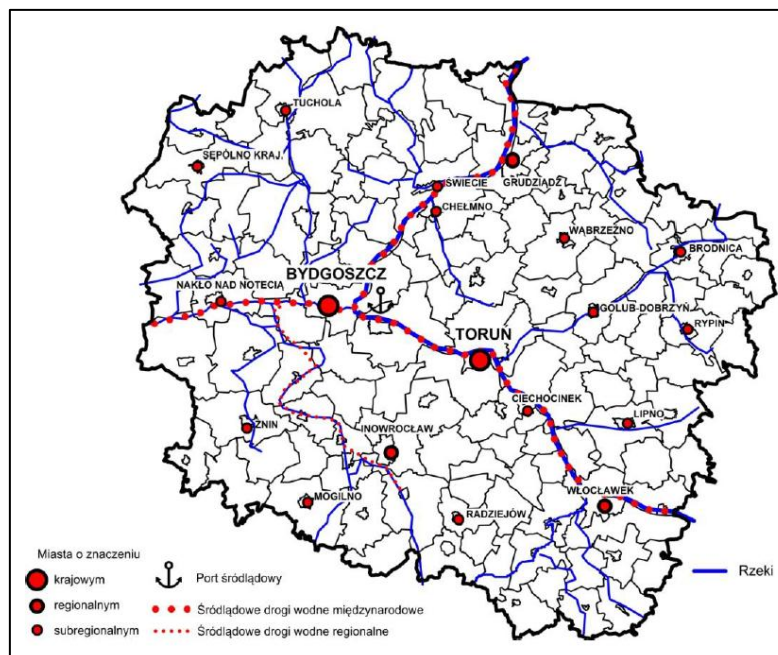 TUCHOLA
SĘPÓLNO KRAJ.
ŚWIECIE
GRUDZIĄDŹ
CHEŁMNO
WĄBRZEŹNO
BRODNICA
BYDGOSZCZ
NAKŁO NAD NOTECIĄ
GOLUB-DOBRZYŃ
TORUŃ
RYPIN
CIECHOCINEK
LIPNO
ŻNIN
INOWROCŁAW
WŁOCŁAWEK
MOGILNO
RADZIEJÓW
Miasta o znaczeniu
krajowym
regionalnym
subregionalnym
Port śródlądowy
Śródlądowe drogi wodne międzynarodowe
Śródlądowe drogi wodne regionalne
Rzeki